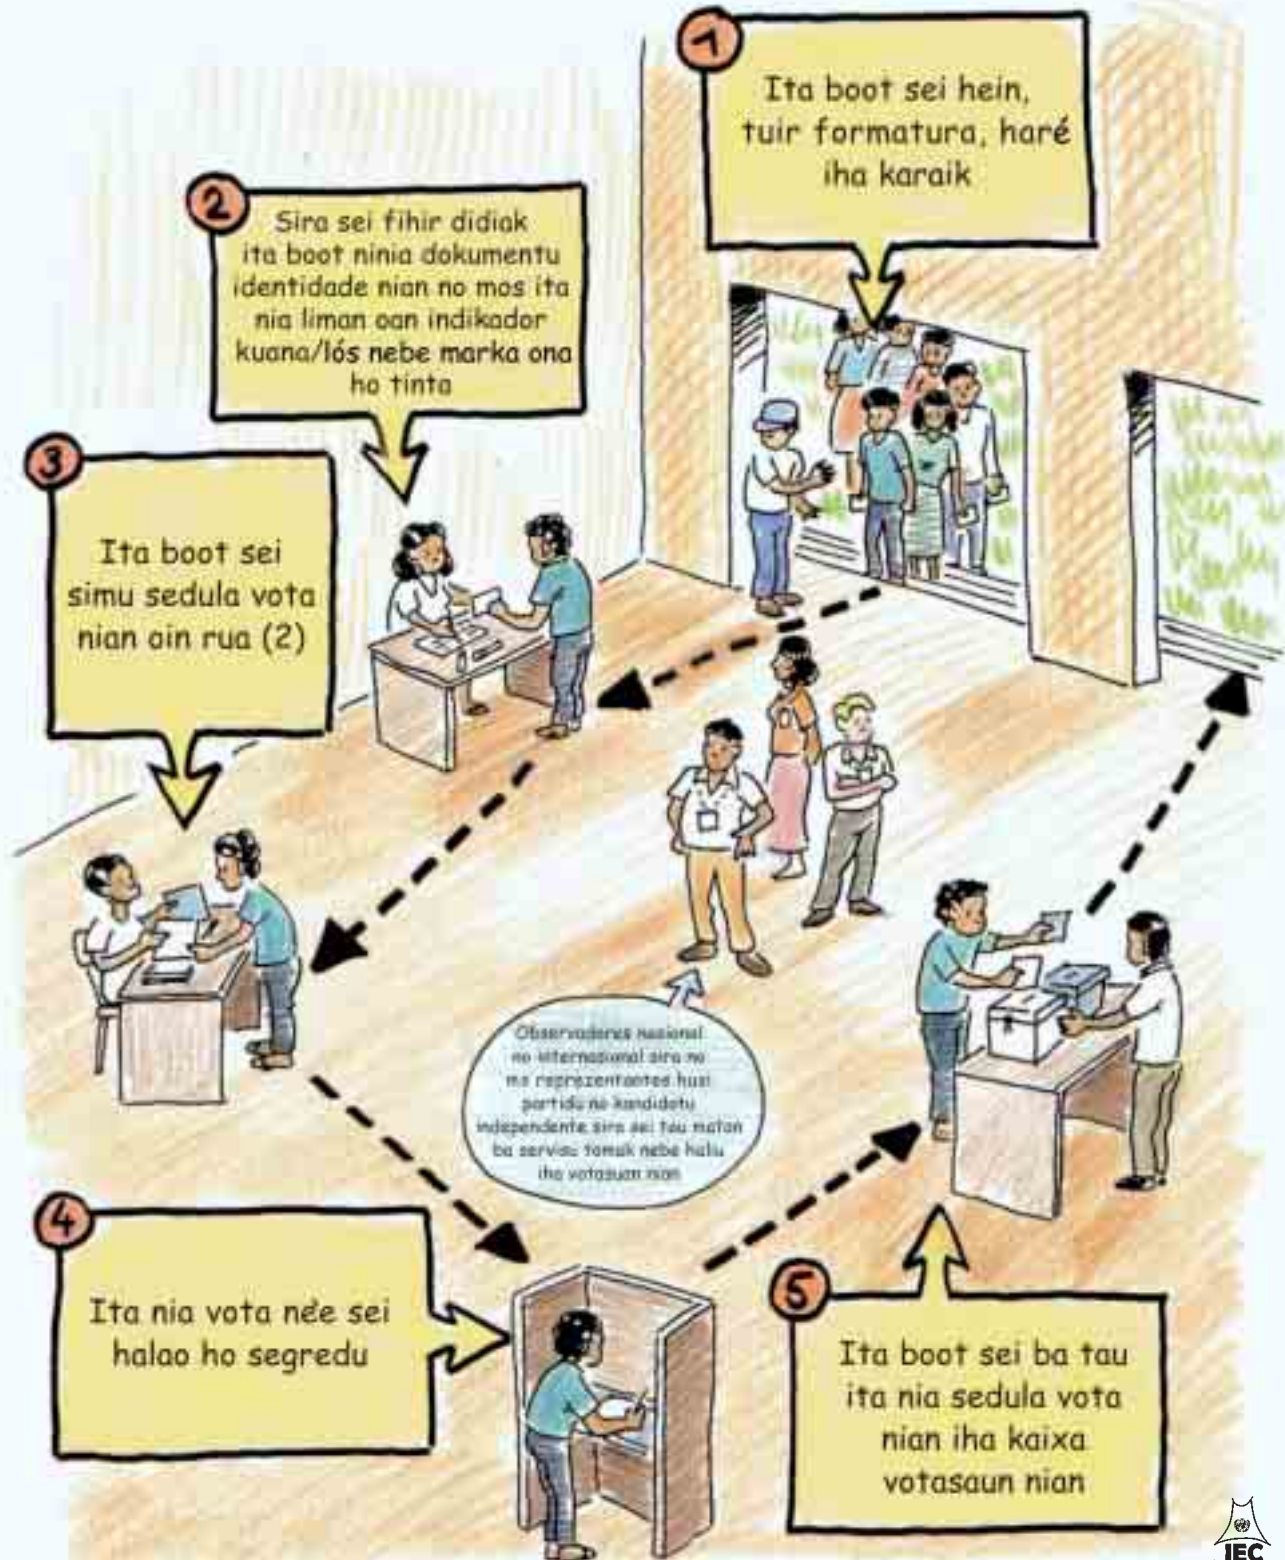 1
Ita boot sei hein,
tuir formatura, haré
iha karaik
2
Sira sei fihir didiak
ita boot ninia dokumentu
identidade nian no mos ita
nia liman oan indikador
kuana/lós nebe marka ona
ho tinta
3
Ita boot sei
simu sedula vota
nian oin rua (2)
Observadores nasional
no internasional sira no
ms reprezentantes husi
partidu no kandidatu
independente sira sei tau matan
ba servisu tomak nebe halu
iha votasaun nian
4
Ita nia vota née sei
halao ho segredu
5
Ita boot sei ba tau
ita nia sedula vota
nian iha kaixa
votasaun nian
IEC